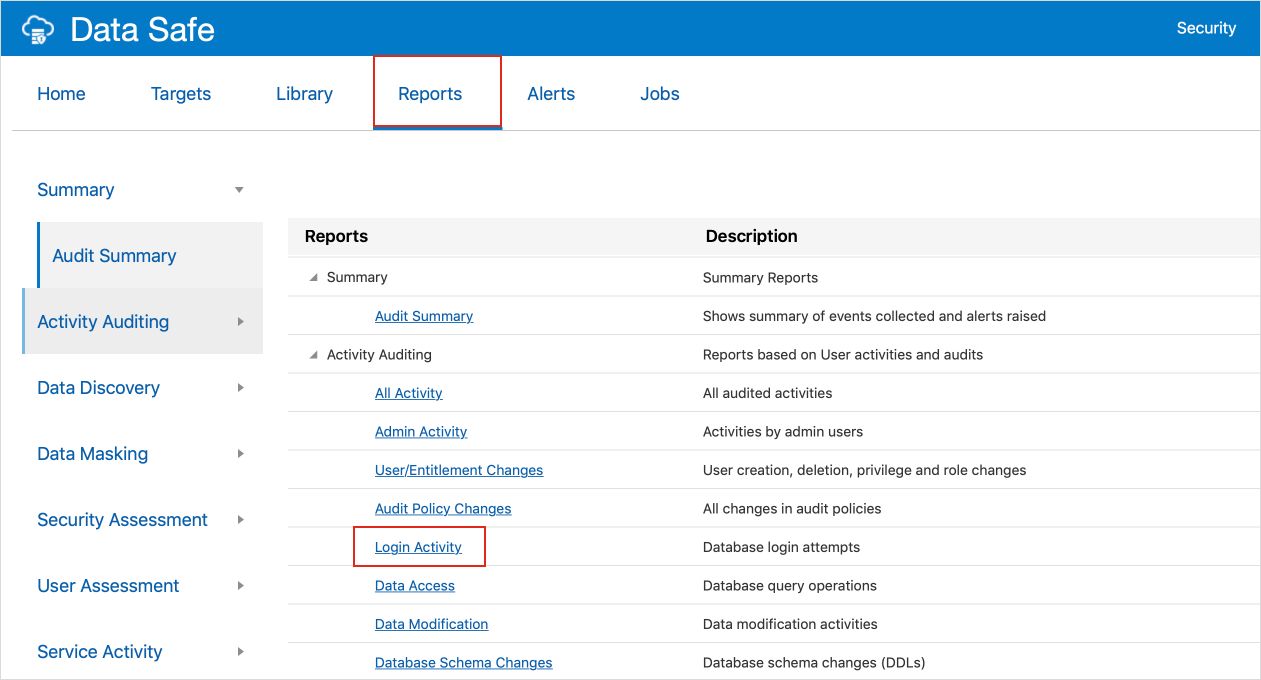 Data Safe
Security
Home Targets Library Reports Alerts Jobs
Summary
Audit Summary
Activity Auditing
Data Discovery
Data Masking
Security Assessment
User Assessment
Service Activity
Reports Description
Summary Summary Reports
Audit Summary Shows summary of events collected and alerts raised
Activity Auditing Reports based on User activities and audits
All Activity All audited activities
Admin Activity Activities by admin users
User/Entitlement Changes User creation, deletion, privilege and role changes
Audit Policy Changes All changes in audit policies
Login Activity Database login attempts
Data Access Database query operations
Data Modification Data modification activities
Database Schema Changes Database schema changes (DDLs)